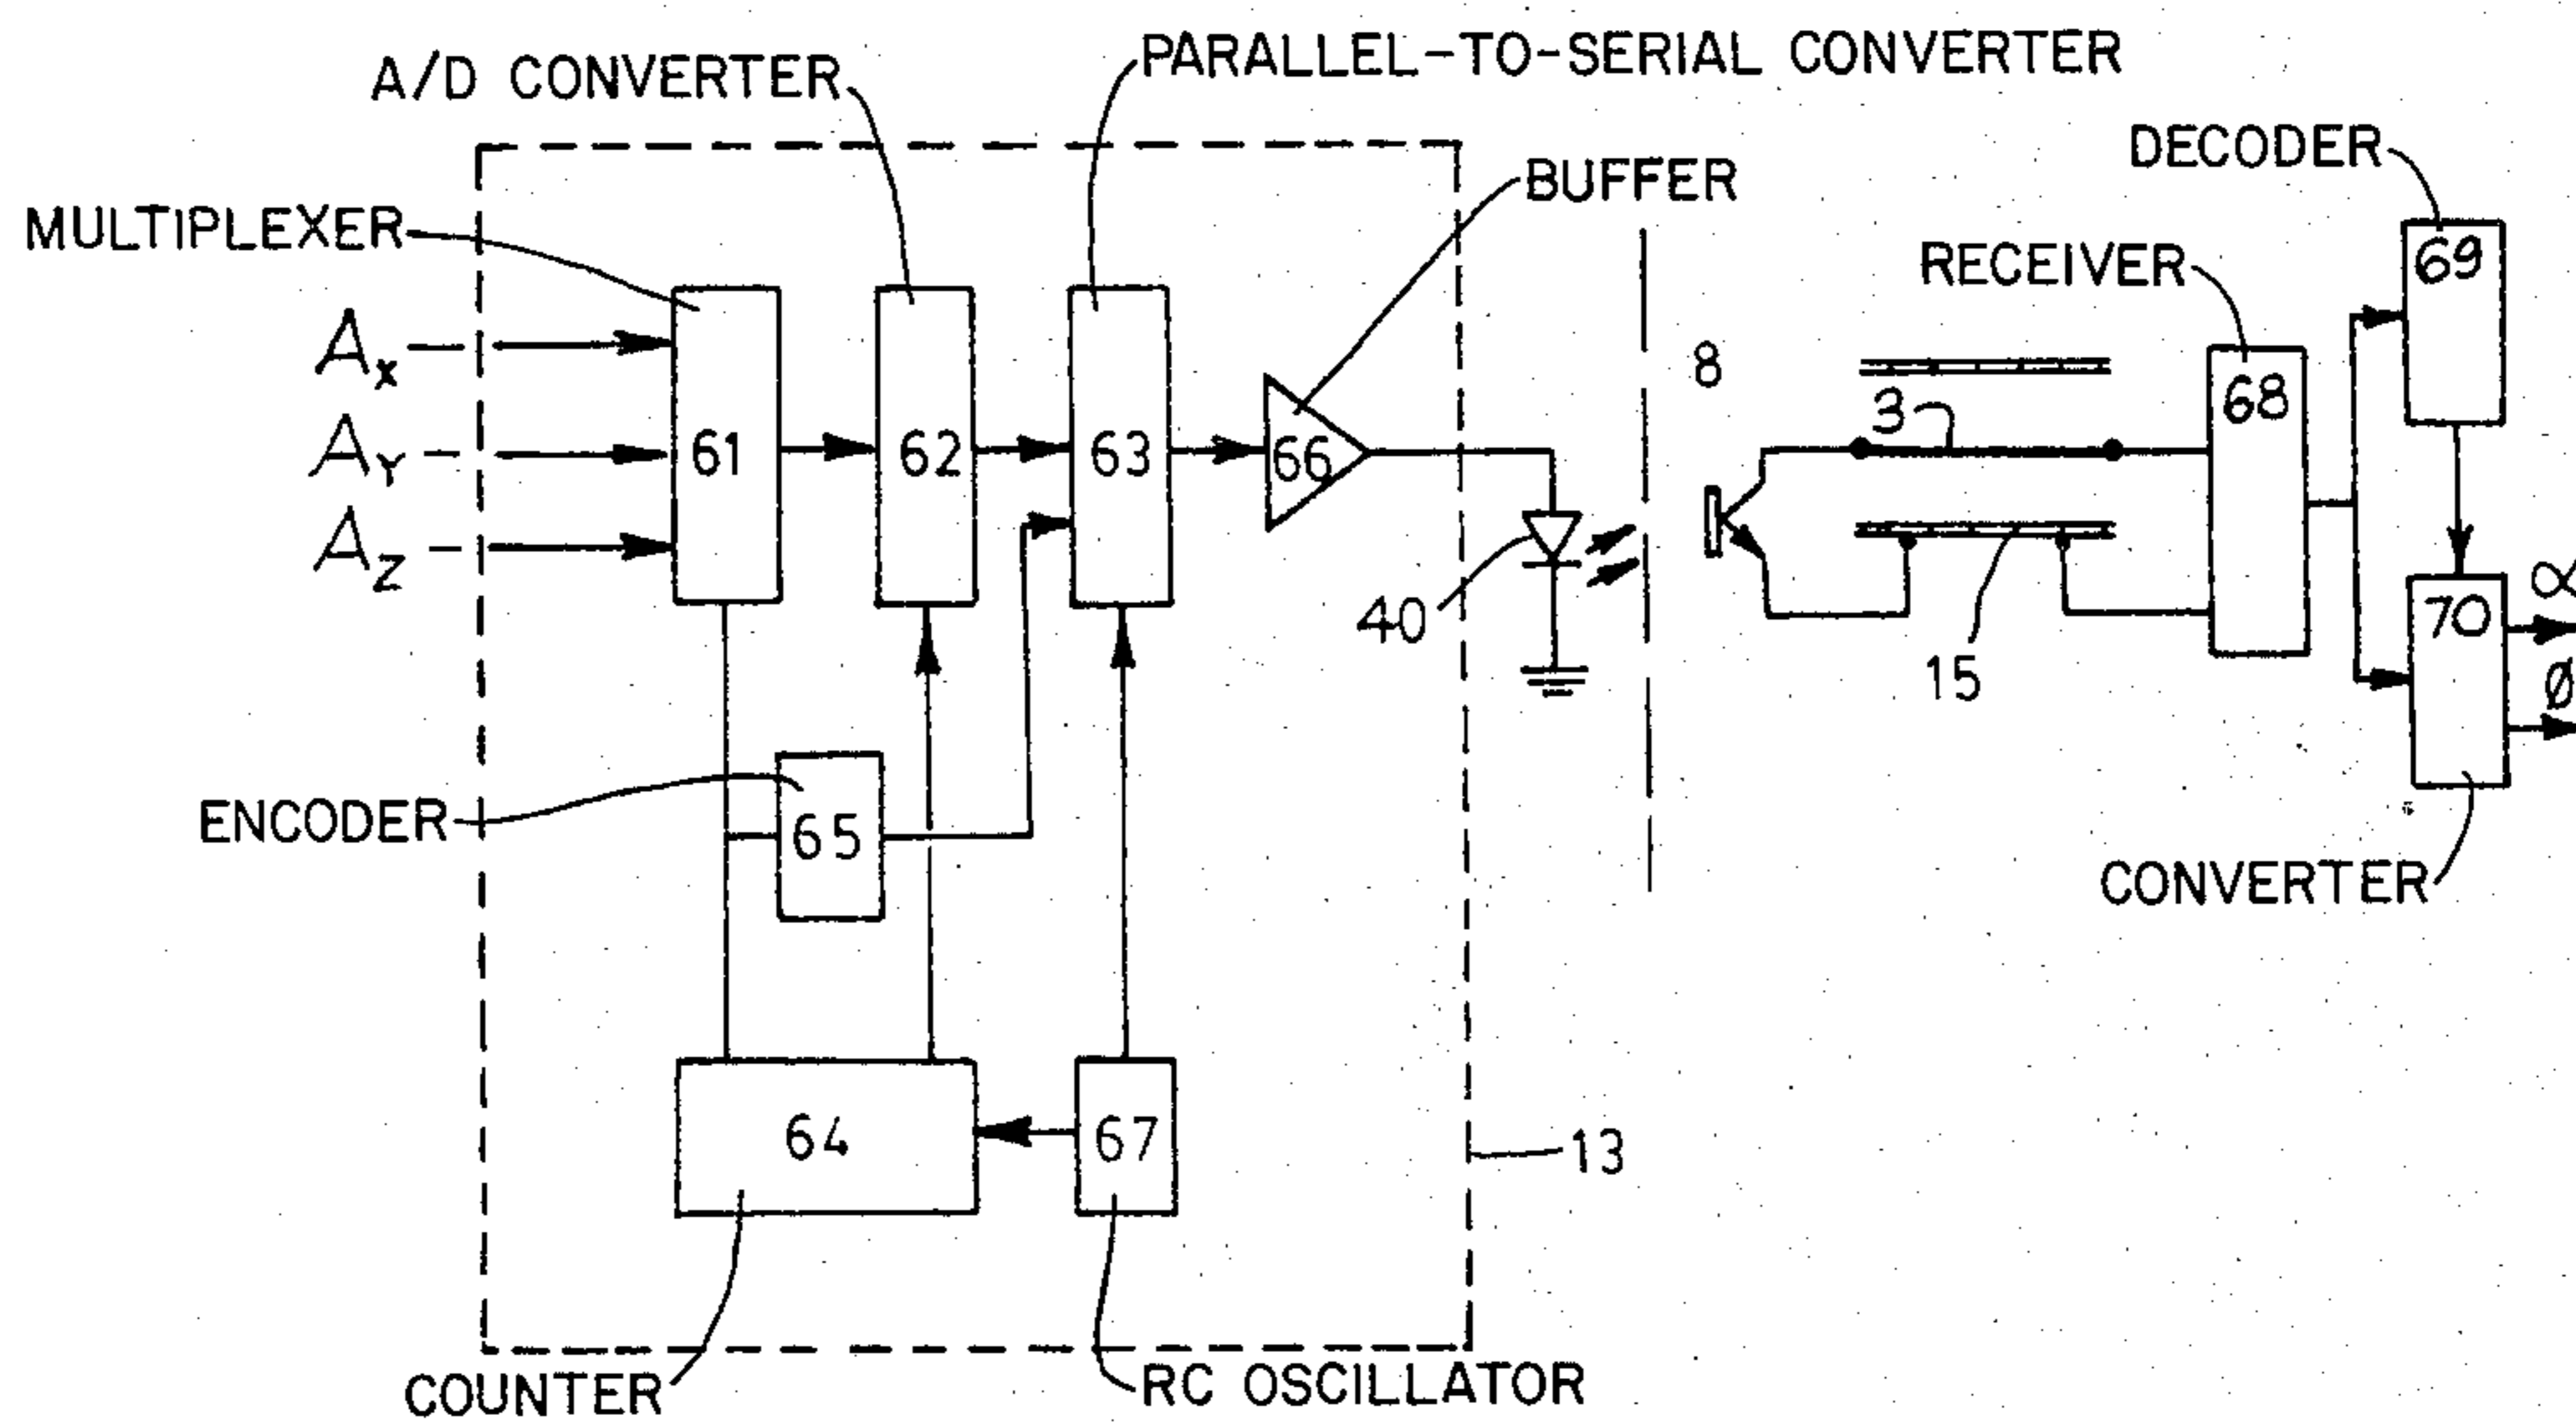 PARALLEL-TO-SERIAL CONVERTER
A/D CONVERTER
DECODER
BUFFER
MULTIPLEXER
RECEIVER
69
8
68
3
AX
AY
AZ
61
62
63
66
40
15
70
α
Ø
ENCODER
65
CONVERTER
64
67
13
COUNTER
RC OSCILLATOR